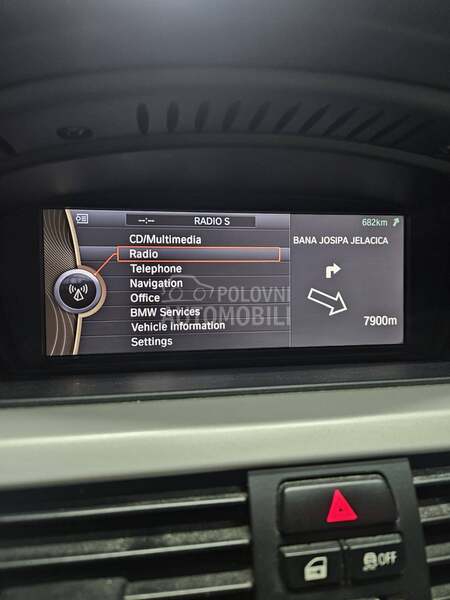 --:-- RADIO S
682km
CD/Multimedia
BANA JOSIPA JELACICA
Radio
Telephone
Navigation
Office
BMW Services
Vehicle Information
Settings
7900m
POLOVNI
AUTOMOBILI
OFF